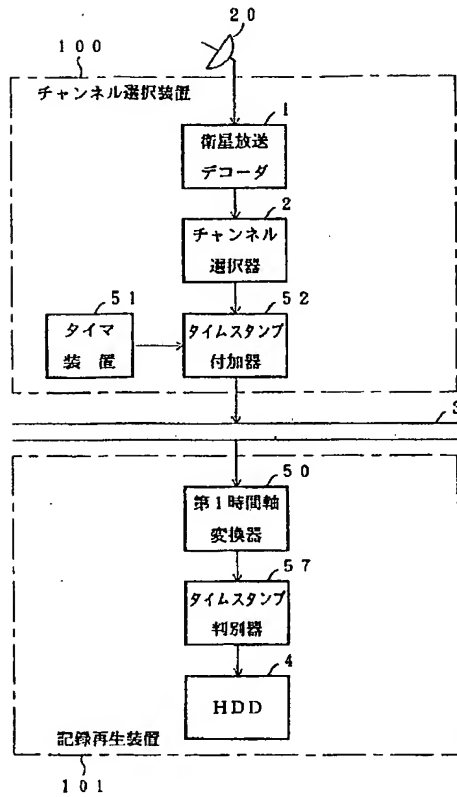 ２０
１００
チャンネル選択装置
１
衛星放送
デコーダ
２
チャンネル
選択器
５１
タイマ
装 置
５２
タイムスタンプ
付加器
３
５０
第１時間軸
変換器
５７
タイムスタンプ
判別器
４
ＨＤＤ
記録再生装置
１０１